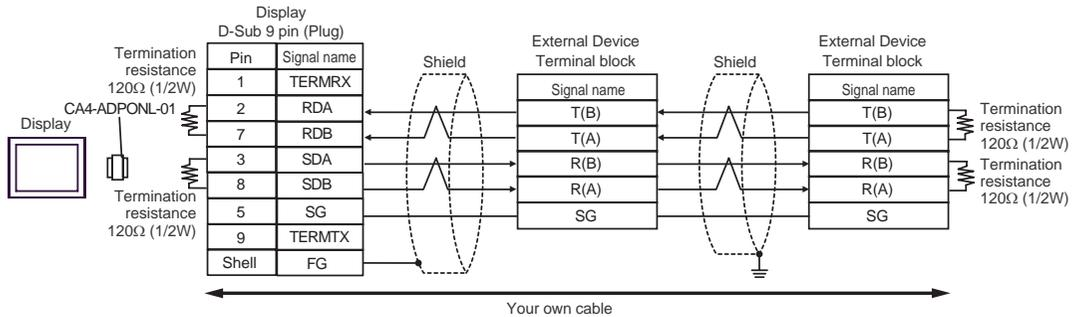 Display
D-Sub 9 pin (Plug)
Termination
resistance
120Ω (1/2W)
CA4-ADPONL-01
Display
Termination
resistance
120Ω (1/2W)
Pin Signal name
1 TERMRX
2 RDA
7 RDB
3 SDA
8 SDB
5 SG
9 TERMTX
Shell FG
Shield
External Device
Terminal block
Signal name
T(B)
T(A)
R(B)
R(A)
SG
Shield
External Device
Terminal block
Signal name
T(B)
T(A)
R(B)
R(A)
SG
Termination
resistance
120Ω (1/2W)
Termination
resistance
120Ω (1/2W)
Your own cable